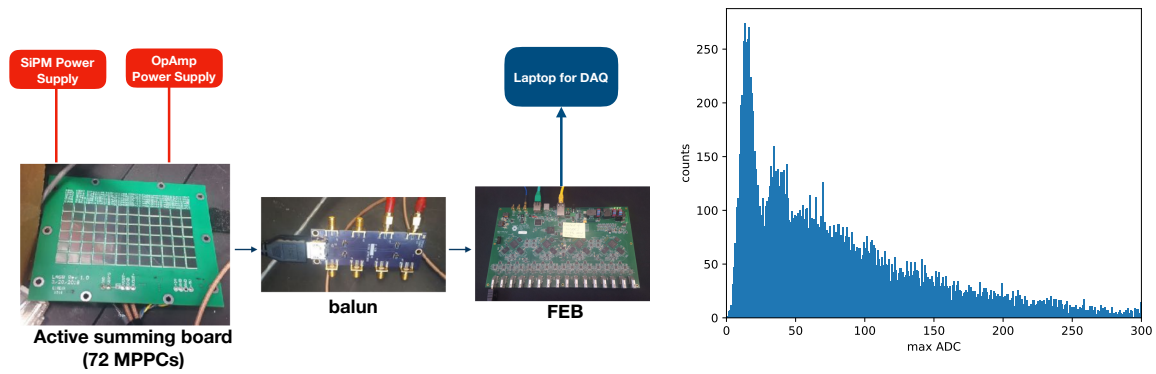 SiPM Power
Supply
OpAmp
Power Supply
Laptop for DAQ
Active summing board
(72 MPPCs)
balun
FEB
counts
250
200
150
100
50
0
0
50
100
150
200
250
300
max ADC